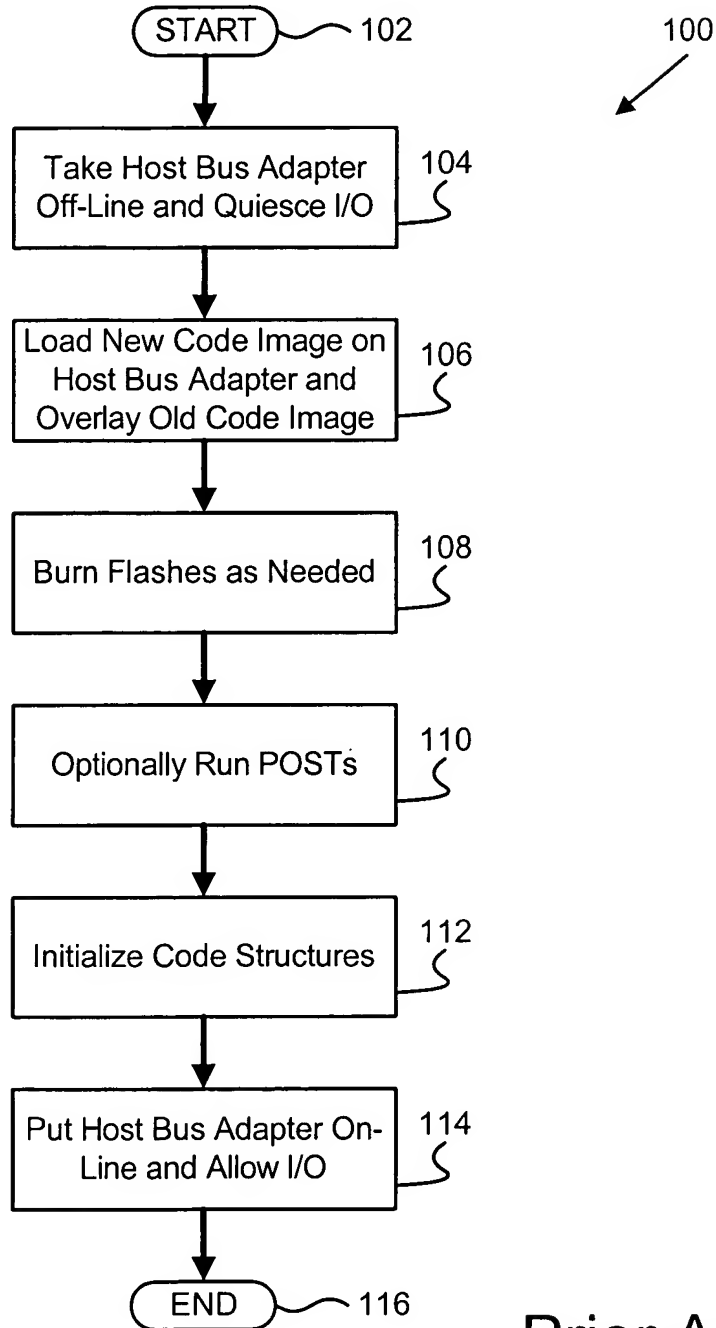 START 102 100
Take Host Bus Adapter
Off-Line and Quiesce I/O
104
Load New Code Image on
Host Bus Adapter and
Overlay Old Code Image
106
Burn Flashes as Needed
108
Optionally Run POSTs
110
Initialize Code Structures
112
Put Host Bus Adapter On-
Line and Allow I/O
114
END 116
Prior